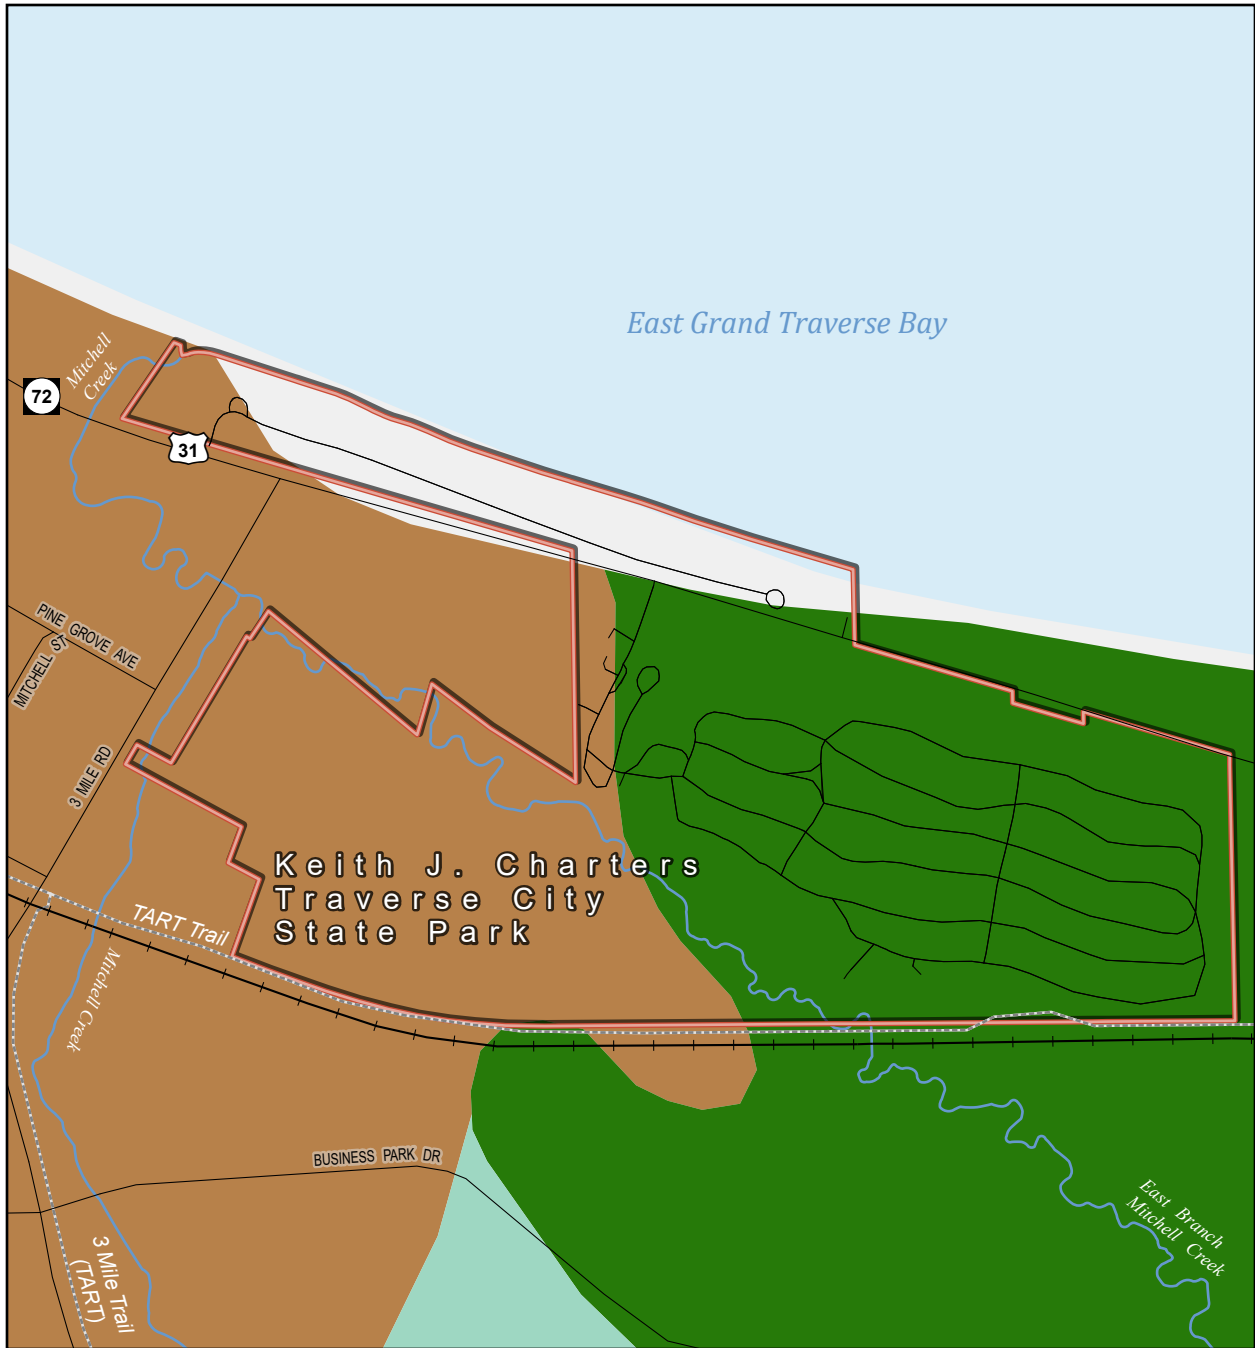 East Grand Traverse Bay
Mitchell
Creek
72
31
PINE GROVE AVE
MITCHELL ST
3 MILE RD
Keith J. Charters
Traverse City
State Park
TART Trail
Mitchell Creek
BUSINESS PARK DR
East Branch
Mitchell Creek
3 Mile Trail
(TART)